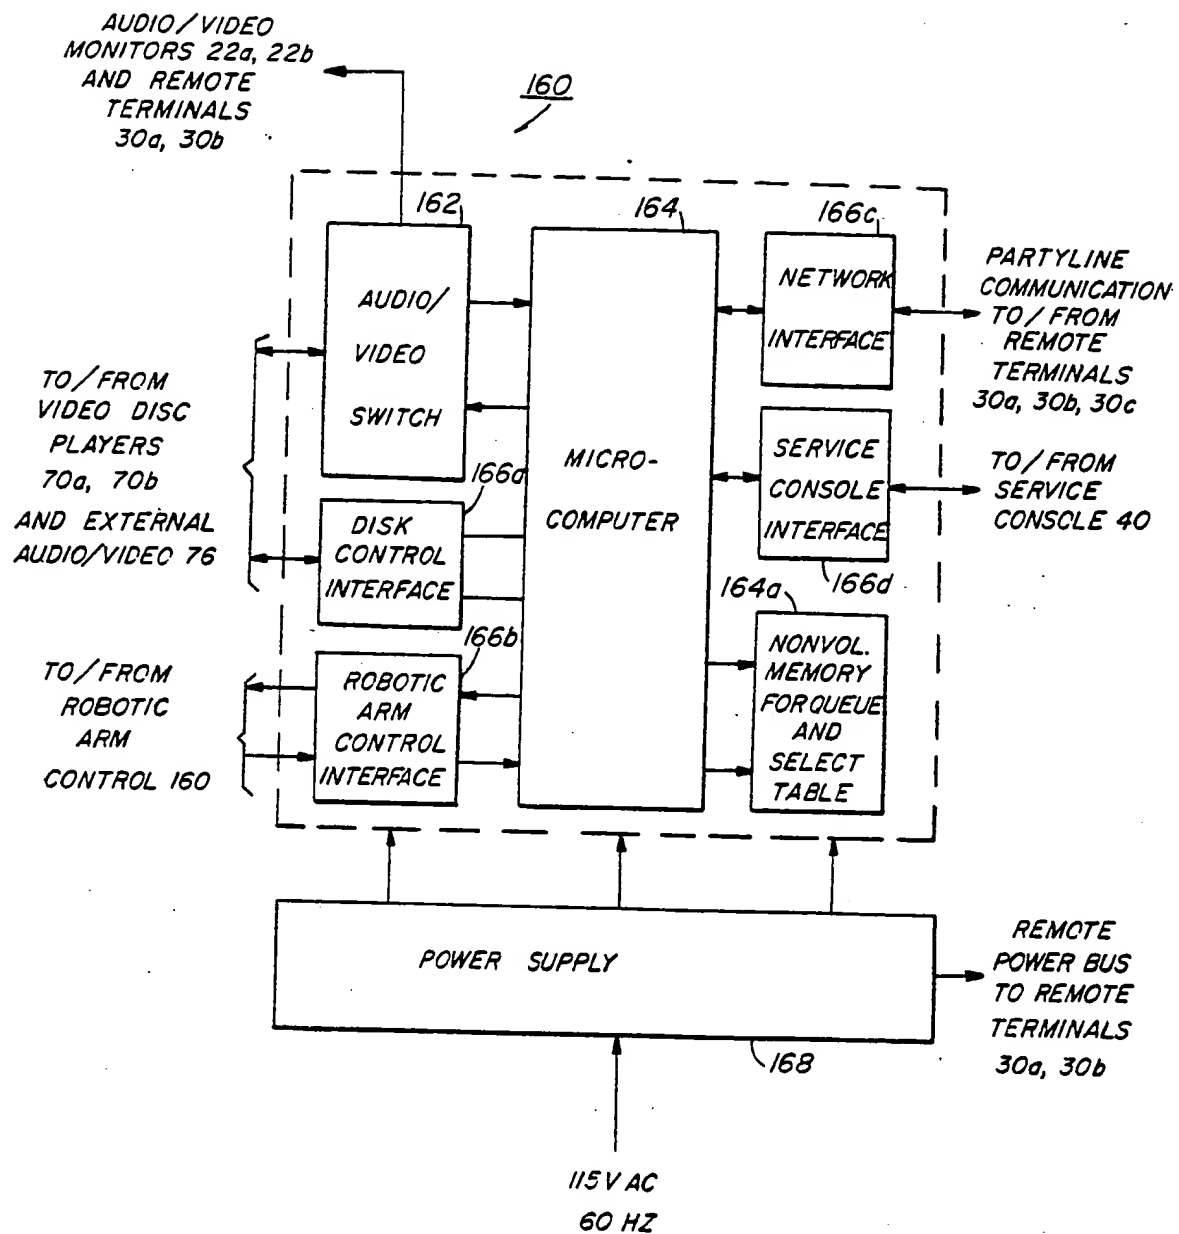 AUDIO/VIDEO
MONITORS 22a, 22b
AND REMOTE
TERMINALS
30a, 30b
160
162
164
166c
AUDIO/
VIDEO
SWITCH
MICRO-
COMPUTER
NETWORK
INTERFACE
PARTYLINE
COMMUNICATION
TO/FROM
REMOTE
TERMINALS
30a, 30b, 30c
TO/FROM
VIDEO DISC
PLAYERS
70a, 70b
AND EXTERNAL
AUDIO/VIDEO 76
166a
DISK
CONTROL
INTERFACE
SERVICE
CONSOLE
INTERFACE
166d
TO/FROM
SERVICE
CONSOLE 40
164a
166b
TO/FROM
ROBOTIC
ARM
CONTROL 160
ROBOTIC
ARM
CONTROL
INTERFACE
NONVOL.
MEMORY
FOR QUEUE
AND
SELECT
TABLE
POWER SUPPLY
168
REMOTE
POWER BUS
TO REMOTE
TERMINALS
30a, 30b
115V AC
60 HZ